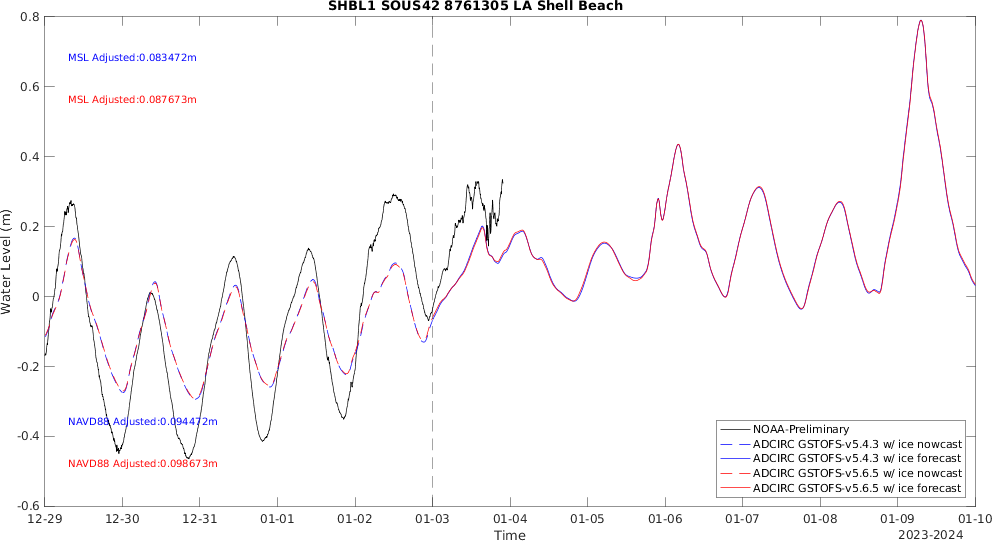 SHBL1 SOUS42 8761305 LA Shell Beach
Water Level (m)
0.8
0.6
0.4
0.2
0
-0.2
-0.4
-0.6
MSL Adjusted:0.083472m
MSL Adjusted:0.087673m
NAVD88 Adjusted:0.094472m
NAVD88 Adjusted:0.098673m
NOAA-Preliminary
ADCIRC GSTOFS-v5.4.3 w/ ice nowcast
ADCIRC GSTOFS-v5.4.3 w/ ice forecast
ADCIRC GSTOFS-v5.6.5 w/ ice nowcast
ADCIRC GSTOFS-v5.6.5 w/ ice forecast
12-29 12-30 12-31 01-01 01-02 01-03 01-04 01-05 01-06 01-07 01-08 01-09 01-10
Time
2023-2024